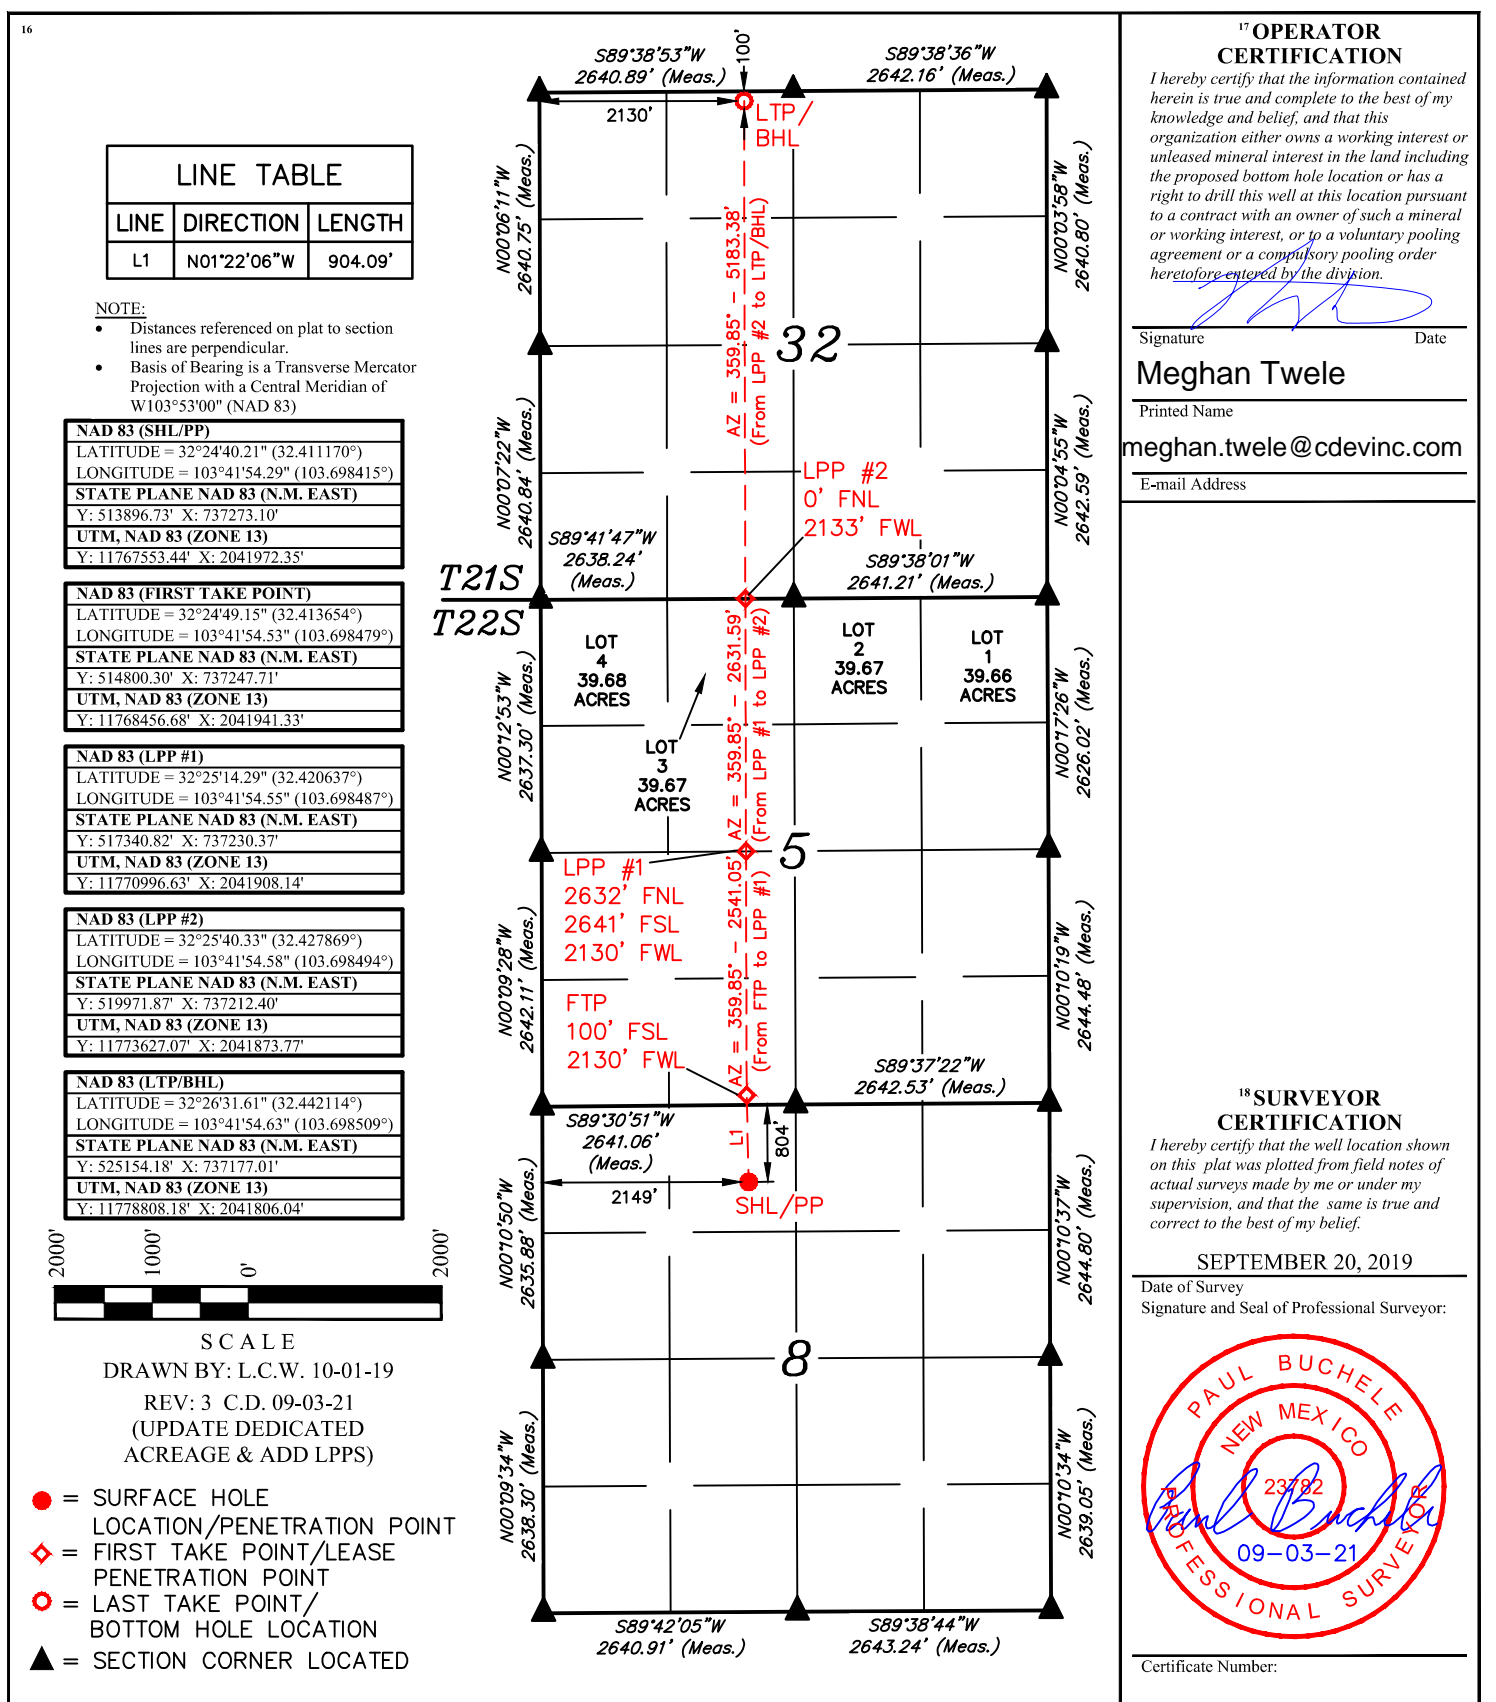 16
LINE TABLE
LINE DIRECTION LENGTH
L1 N01°22'06"W 904.09'
NOTE:
• Distances referenced on plat to section
lines are perpendicular.
• Basis of Bearing is a Transverse Mercator
Projection with a Central Meridian of
W103°53'00" (NAD 83)
NAD 83 (SHL/PP)
LATITUDE = 32°24'40.21" (32.411170°)
LONGITUDE = 103°41'54.29" (103.698415°)
STATE PLANE NAD 83 (N.M. EAST)
Y: 513896.73' X: 737273.10'
UTM, NAD 83 (ZONE 13)
Y: 11767553.44' X: 2041972.35'
NAD 83 (FIRST TAKE POINT)
LATITUDE = 32°24'49.15" (32.413654°)
LONGITUDE = 103°41'54.53" (103.698479°)
STATE PLANE NAD 83 (N.M. EAST)
Y: 514800.30' X: 737247.71'
UTM, NAD 83 (ZONE 13)
Y: 11768456.68' X: 2041941.33'
NAD 83 (LPP #1)
LATITUDE = 32°25'14.29" (32.420637°)
LONGITUDE = 103°41'54.55" (103.698487°)
STATE PLANE NAD 83 (N.M. EAST)
Y: 517340.82' X: 737230.37'
UTM, NAD 83 (ZONE 13)
Y: 11770996.63' X: 2041908.14'
NAD 83 (LPP #2)
LATITUDE = 32°25'40.33" (32.427869°)
LONGITUDE = 103°41'54.58" (103.698494°)
STATE PLANE NAD 83 (N.M. EAST)
Y: 519971.87' X: 737212.40'
UTM, NAD 83 (ZONE 13)
Y: 11773627.07' X: 2041873.77'
NAD 83 (LTP/BHL)
LATITUDE = 32°26'31.61" (32.442114°)
LONGITUDE = 103°41'54.63" (103.698509°)
STATE PLANE NAD 83 (N.M. EAST)
Y: 525154.18' X: 737177.01'
UTM, NAD 83 (ZONE 13)
Y: 11778808.18' X: 2041806.04'
2000' 1000' 0' 2000'
SCALE
DRAWN BY: L.C.W. 10-01-19
REV: 3 C.D. 09-03-21
(UPDATE DEDICATED
ACREAGE & ADD LPPS)
= SURFACE HOLE
LOCATION/PENETRATION POINT
= FIRST TAKE POINT/LEASE
PENETRATION POINT
= LAST TAKE POINT/
BOTTOM HOLE LOCATION
= SECTION CORNER LOCATED
S89°38'53"W
2640.89' (Meas.)
100'
S89°38'36"W
2642.16' (Meas.)
2130'
LTP/
BHL
N00°06'11"W
2640.75' (Meas.)
N00°03'58"W
2640.80' (Meas.)
AZ = 359.85° - 5183.38'
(From LPP #2 to LTP/BHL)
32
N00°07'22"W
2640.84' (Meas.)
N00°04'55"W
2642.59' (Meas.)
LPP #2
0' FNL
2133' FWL
S89°41'47"W
2638.24'
(Meas.)
S89°38'01"W
2641.21' (Meas.)
T21S
T22S
LOT
4
39.68
ACRES
LOT
2
39.67
ACRES
LOT
1
39.66
ACRES
LOT
3
39.67
ACRES
N00°12'53"W
2637.30' (Meas.)
N00°17'26"W
2626.02' (Meas.)
AZ = 359.85° - 2631.59'
(From LPP #1 to LPP #2)
5
LPP #1
2632' FNL
2641' FSL
2130' FWL
N00°09'28"W
2642.11' (Meas.)
N00°10'19"W
2644.48' (Meas.)
AZ = 359.85° - 2541.05'
(From FTP to LPP #1)
FTP
100' FSL
2130' FWL
S89°37'22"W
2642.53' (Meas.)
S89°30'51"W
2641.06'
(Meas.)
L1
804'
2149'
SHL/PP
N00°10'50"W
2635.88' (Meas.)
N00°10'37"W
2644.80' (Meas.)
8
N00°09'34"W
2638.30' (Meas.)
N00°10'34"W
2639.05' (Meas.)
S89°42'05"W
2640.91' (Meas.)
S89°38'44"W
2643.24' (Meas.)
17 OPERATOR
CERTIFICATION
I hereby certify that the information contained
herein is true and complete to the best of my
knowledge and belief, and that this
organization either owns a working interest or
unleased mineral interest in the land including
the proposed bottom hole location or has a
right to drill this well at this location pursuant
to a contract with an owner of such a mineral
or working interest, or to a voluntary pooling
agreement or a compulsory pooling order
heretofore entered by the division.
Signature Date
Meghan Twele
Printed Name
meghan.twele@cdevinc.com
E-mail Address
18 SURVEYOR
CERTIFICATION
I hereby certify that the well location shown
on this plat was plotted from field notes of
actual surveys made by me or under my
supervision, and that the same is true and
correct to the best of my belief.
SEPTEMBER 20, 2019
Date of Survey
Signature and Seal of Professional Surveyor:
PAUL BUCHELE
NEW MEXICO
23782
Paul Buchele
09-03-21
PROFESSIONAL SURVEYOR
Certificate Number: